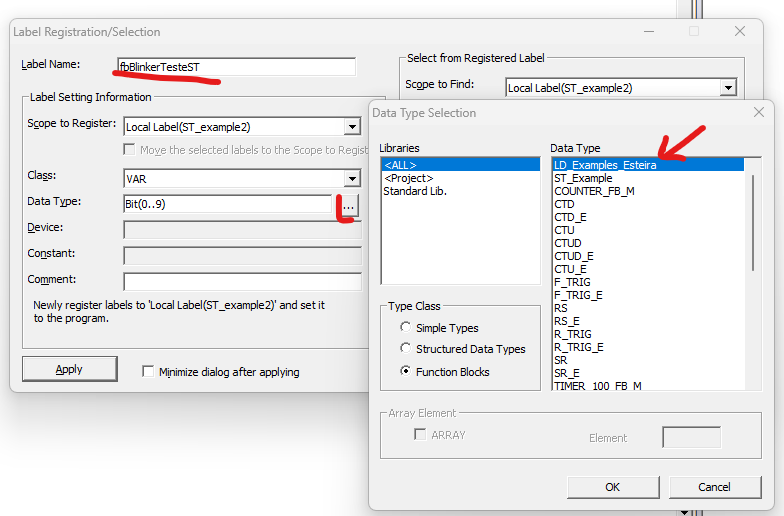 Label Registration/Selection
Label Name:
fbBlinkerTesteST
Label Setting Information
Scope to Register:
Local Label(ST_example2)
Move the selected labels to the Scope to Regist
Class:
VAR
Data Type:
Bit(0..9)
...
Device:
Constant:
Comment:
Newly register labels to 'Local Label(ST_example2)' and set it
to the program.
Apply
Minimize dialog after applying
Select from Registered Label
Scope to Find:
Local Label(ST_example2)
Data Type Selection
Libraries
<ALL>
<Project>
Standard Lib.
Type Class
Simple Types
Structured Data Types
Function Blocks
Data Type
LD_Examples_Esteira
ST_Example
COUNTER_FB_M
CTD
CTD_E
CTU
CTUD
CTUD_E
CTU_E
F_TRIG
F_TRIG_E
RS
RS_E
R_TRIG
R_TRIG_E
SR
SR_E
TIMER_100_FB_M
Array Element
ARRAY
Element
OK
Cancel